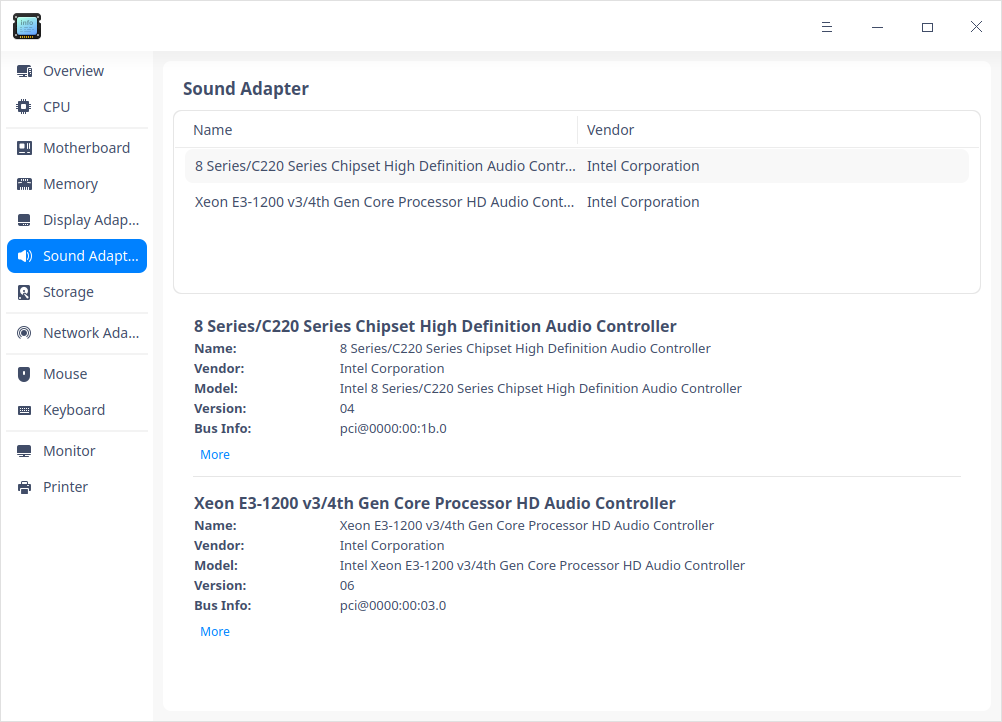 info
Overview
CPU
Motherboard
Memory
Display Adap...
Sound Adapt...
Storage
Network Ada...
Mouse
Keyboard
Monitor
Printer
Sound Adapter
Name Vendor
8 Series/C220 Series Chipset High Definition Audio Contr... Intel Corporation
Xeon E3-1200 v3/4th Gen Core Processor HD Audio Cont... Intel Corporation
8 Series/C220 Series Chipset High Definition Audio Controller
Name: 8 Series/C220 Series Chipset High Definition Audio Controller
Vendor: Intel Corporation
Model: Intel 8 Series/C220 Series Chipset High Definition Audio Controller
Version: 04
Bus Info: pci@0000:00:1b.0
More
Xeon E3-1200 v3/4th Gen Core Processor HD Audio Controller
Name: Xeon E3-1200 v3/4th Gen Core Processor HD Audio Controller
Vendor: Intel Corporation
Model: Intel Xeon E3-1200 v3/4th Gen Core Processor HD Audio Controller
Version: 06
Bus Info: pci@0000:00:03.0
More